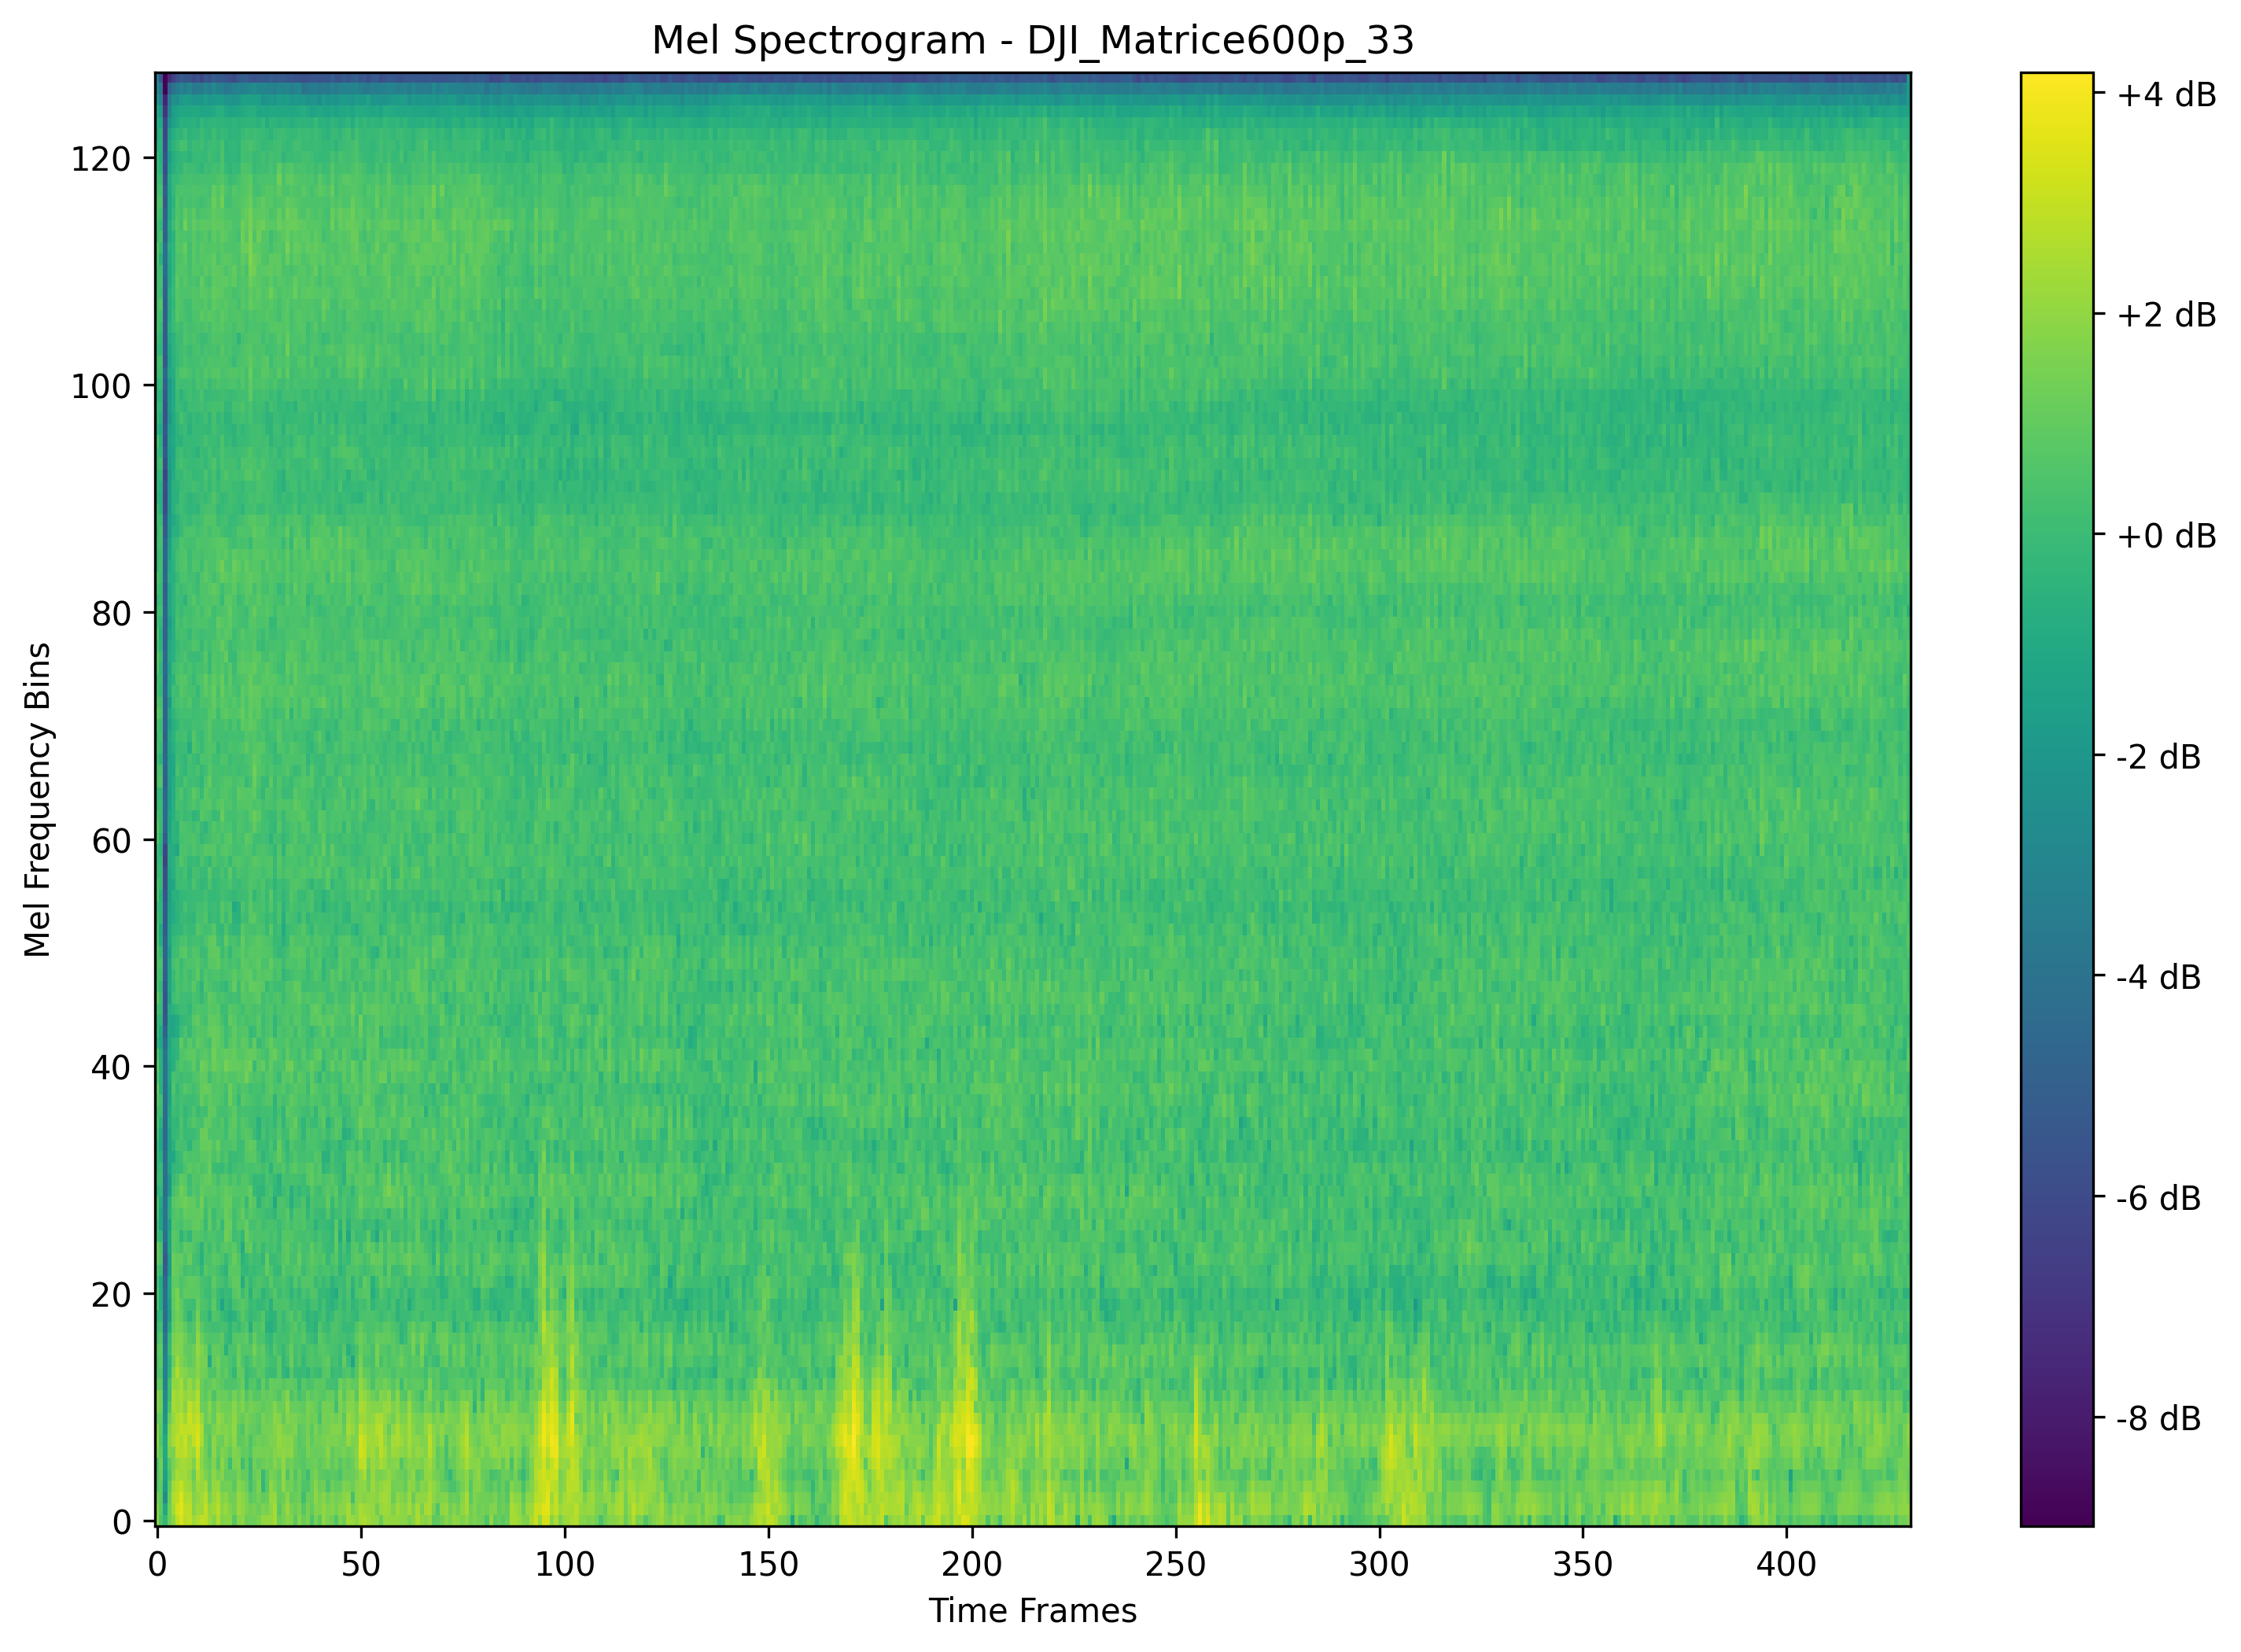 Mel Spectrogram - DJI_Matrice600p_33
120
100
80
60
40
20
0
Mel Frequency Bins
0 50 100 150 200 250 300 350 400
Time Frames
+4 dB
+2 dB
+0 dB
-2 dB
-4 dB
-6 dB
-8 dB